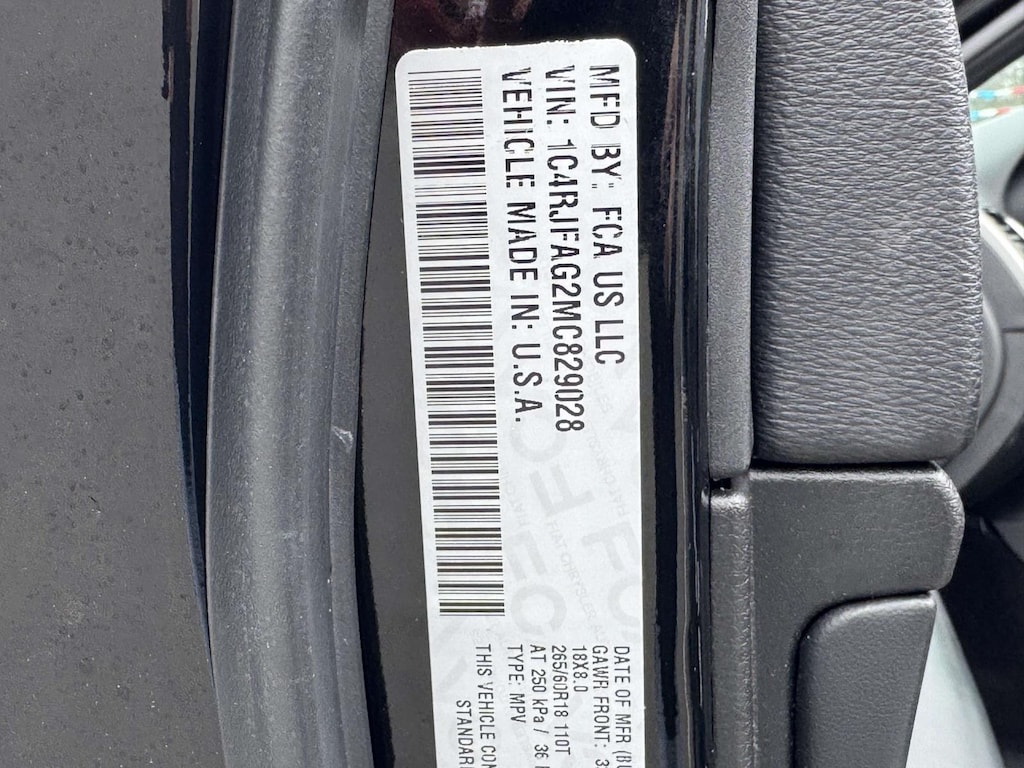 MFD BY: FCA US LLC
VIN: 1C4RJFAG2MC829028
VEHICLE MADE IN: U.S.A.
DATE OF MFR
GAWR FRONT:
18X8.0
265/60R18 110T
AT 250 kPa / 36
TYPE: MPV
THIS VEHICLE